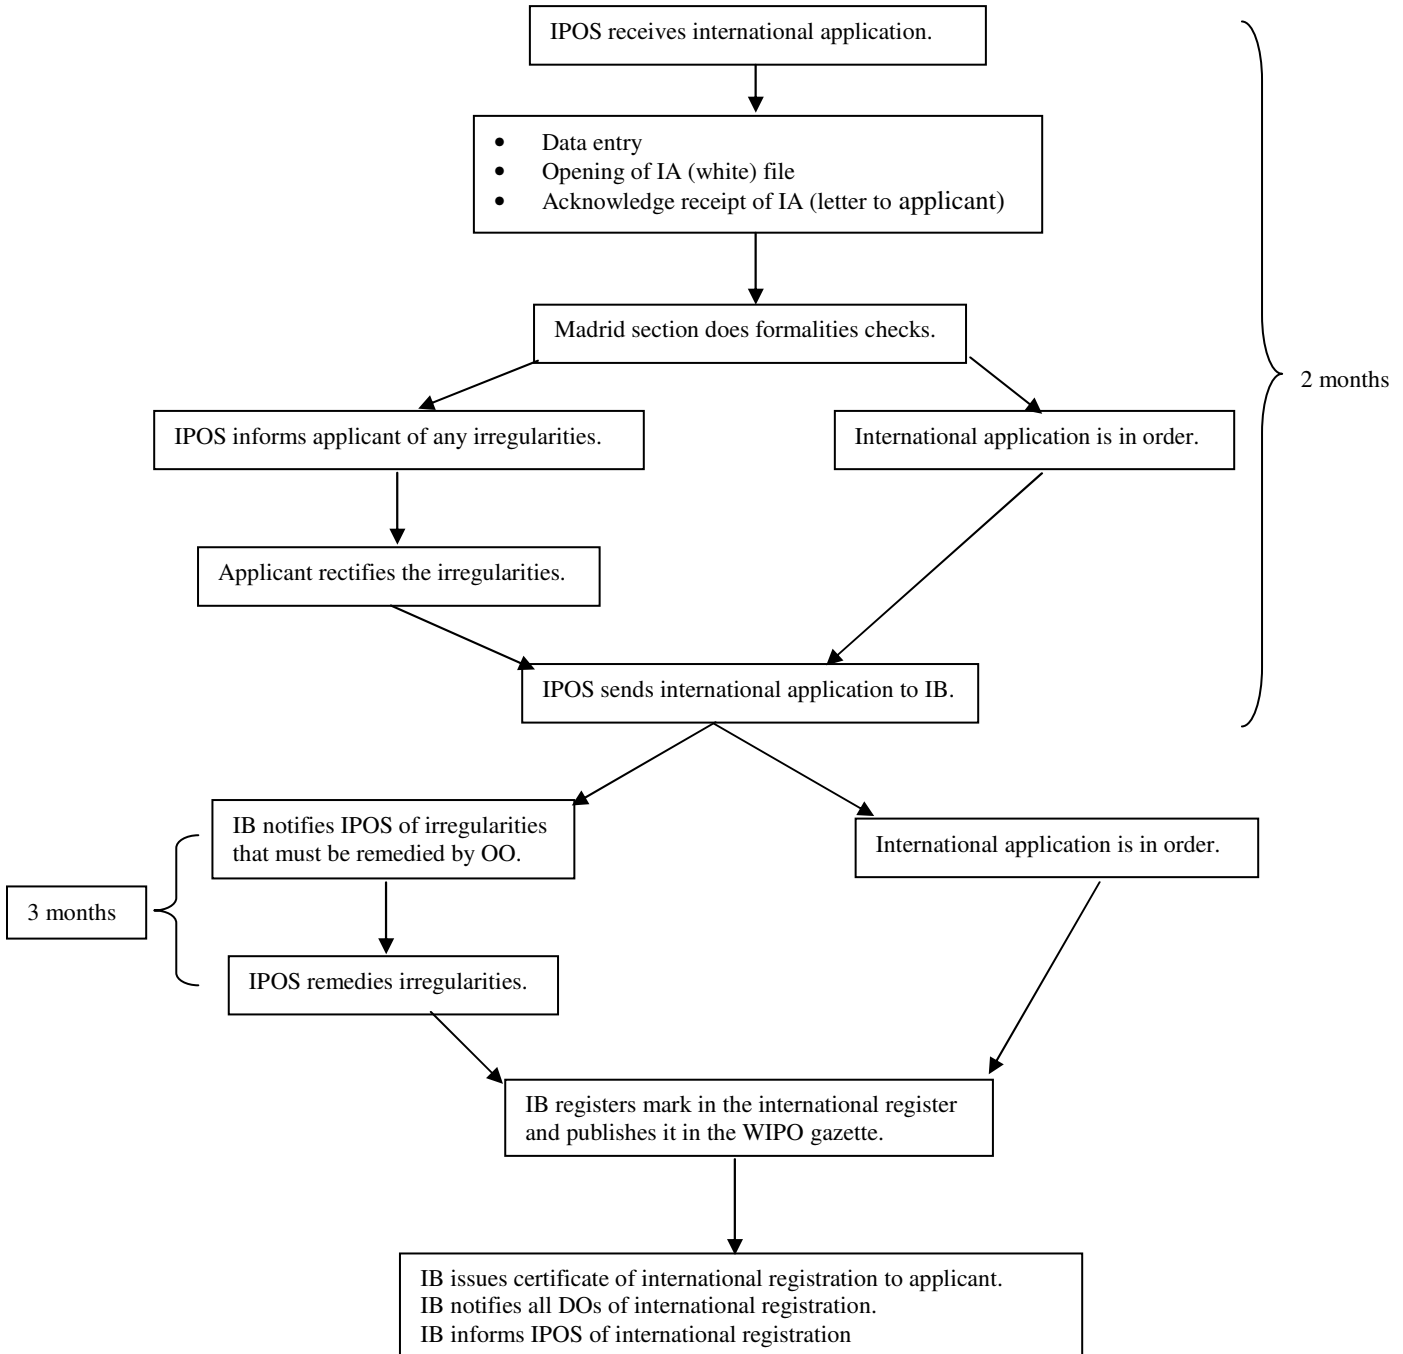 IPOS receives international application.
• Data entry
• Opening of IA (white) file
• Acknowledge receipt of IA (letter to applicant)
Madrid section does formalities checks.
2 months
IPOS informs applicant of any irregularities.
International application is in order.
Applicant rectifies the irregularities.
IPOS sends international application to IB.
IB notifies IPOS of irregularities
that must be remedied by OO.
International application is in order.
3 months
IPOS remedies irregularities.
IB registers mark in the international register
and publishes it in the WIPO gazette.
IB issues certificate of international registration to applicant.
IB notifies all DOs of international registration.
IB informs IPOS of international registration